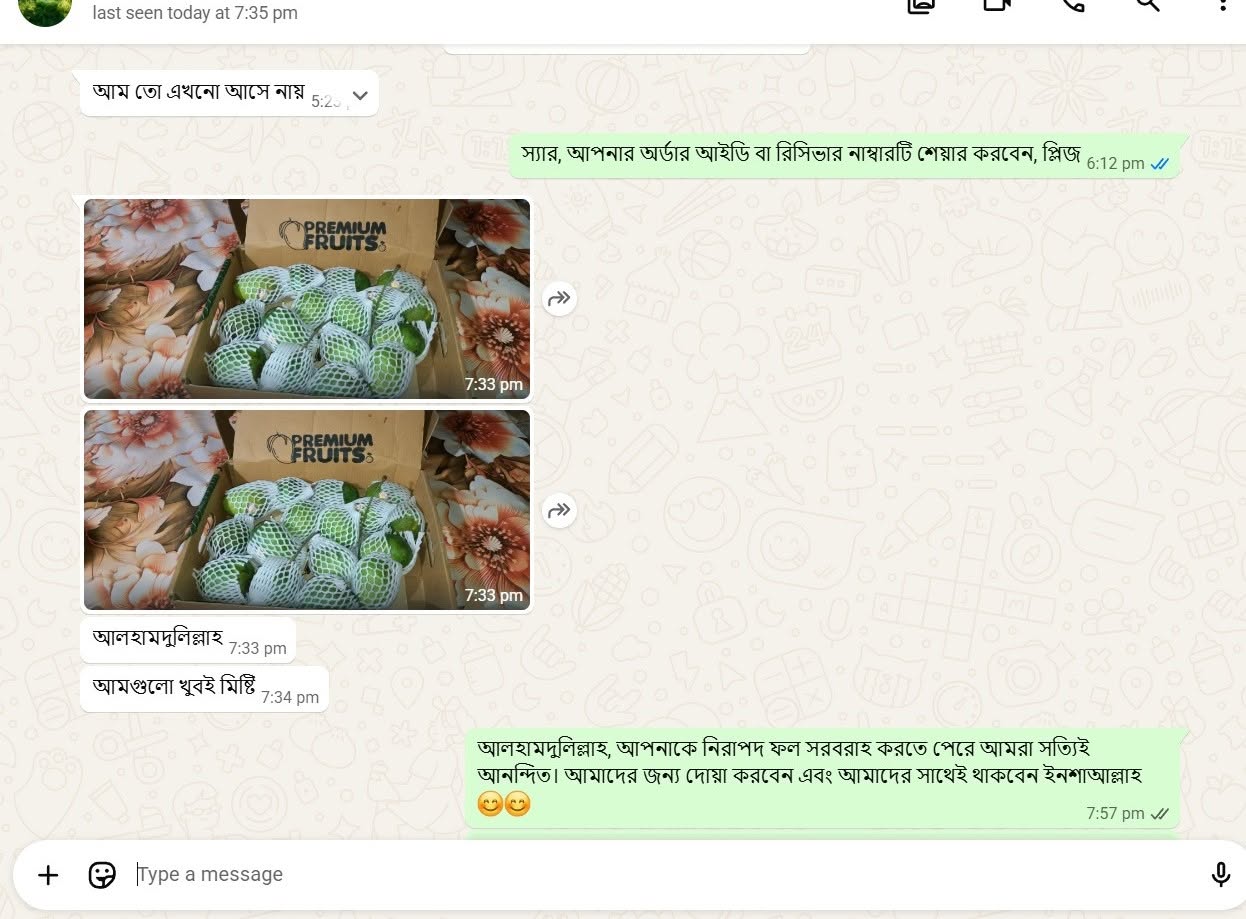 last seen today at 7:35 pm
আম তো এখনো আসে নায়
5:23
স্যার, আপনার অর্ডার আইডি বা রিসিভার নাম্বারটি শেয়ার করবেন, প্লিজ
6:12 pm
PREMIUM
FRUITS
7:33 pm
PREMIUM
FRUITS
7:33 pm
আলহামদুলিল্লাহ
7:33 pm
আমগুলো খুবই মিষ্টি
7:34 pm
আলহামদুলিল্লাহ, আপনাকে নিরাপদ ফল সরবরাহ করতে পেরে আমরা সত্যিই
আনন্দিত। আমাদের জন্য দোয়া করবেন এবং আমাদের সাথেই থাকবেন ইনশাআল্লাহ
😊😊
7:57 pm
Type a message